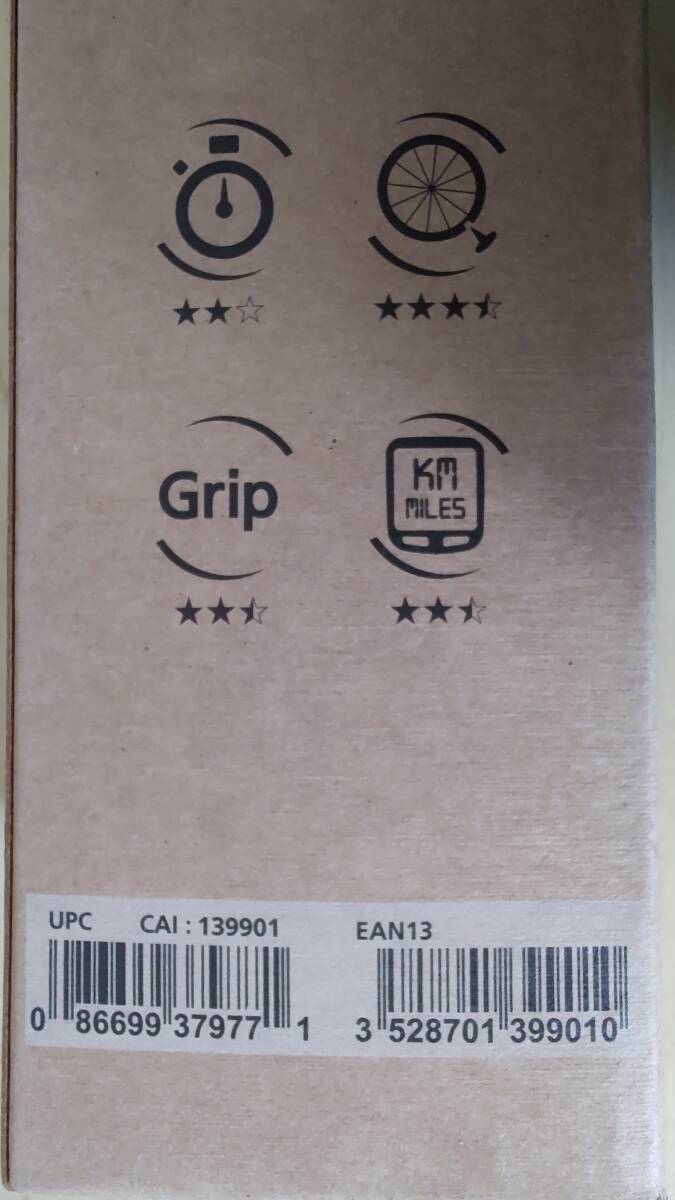 Grip
KM
MILES
UPC CAI : 139901 EAN13
0 86699 37977 1 3 528701 399010